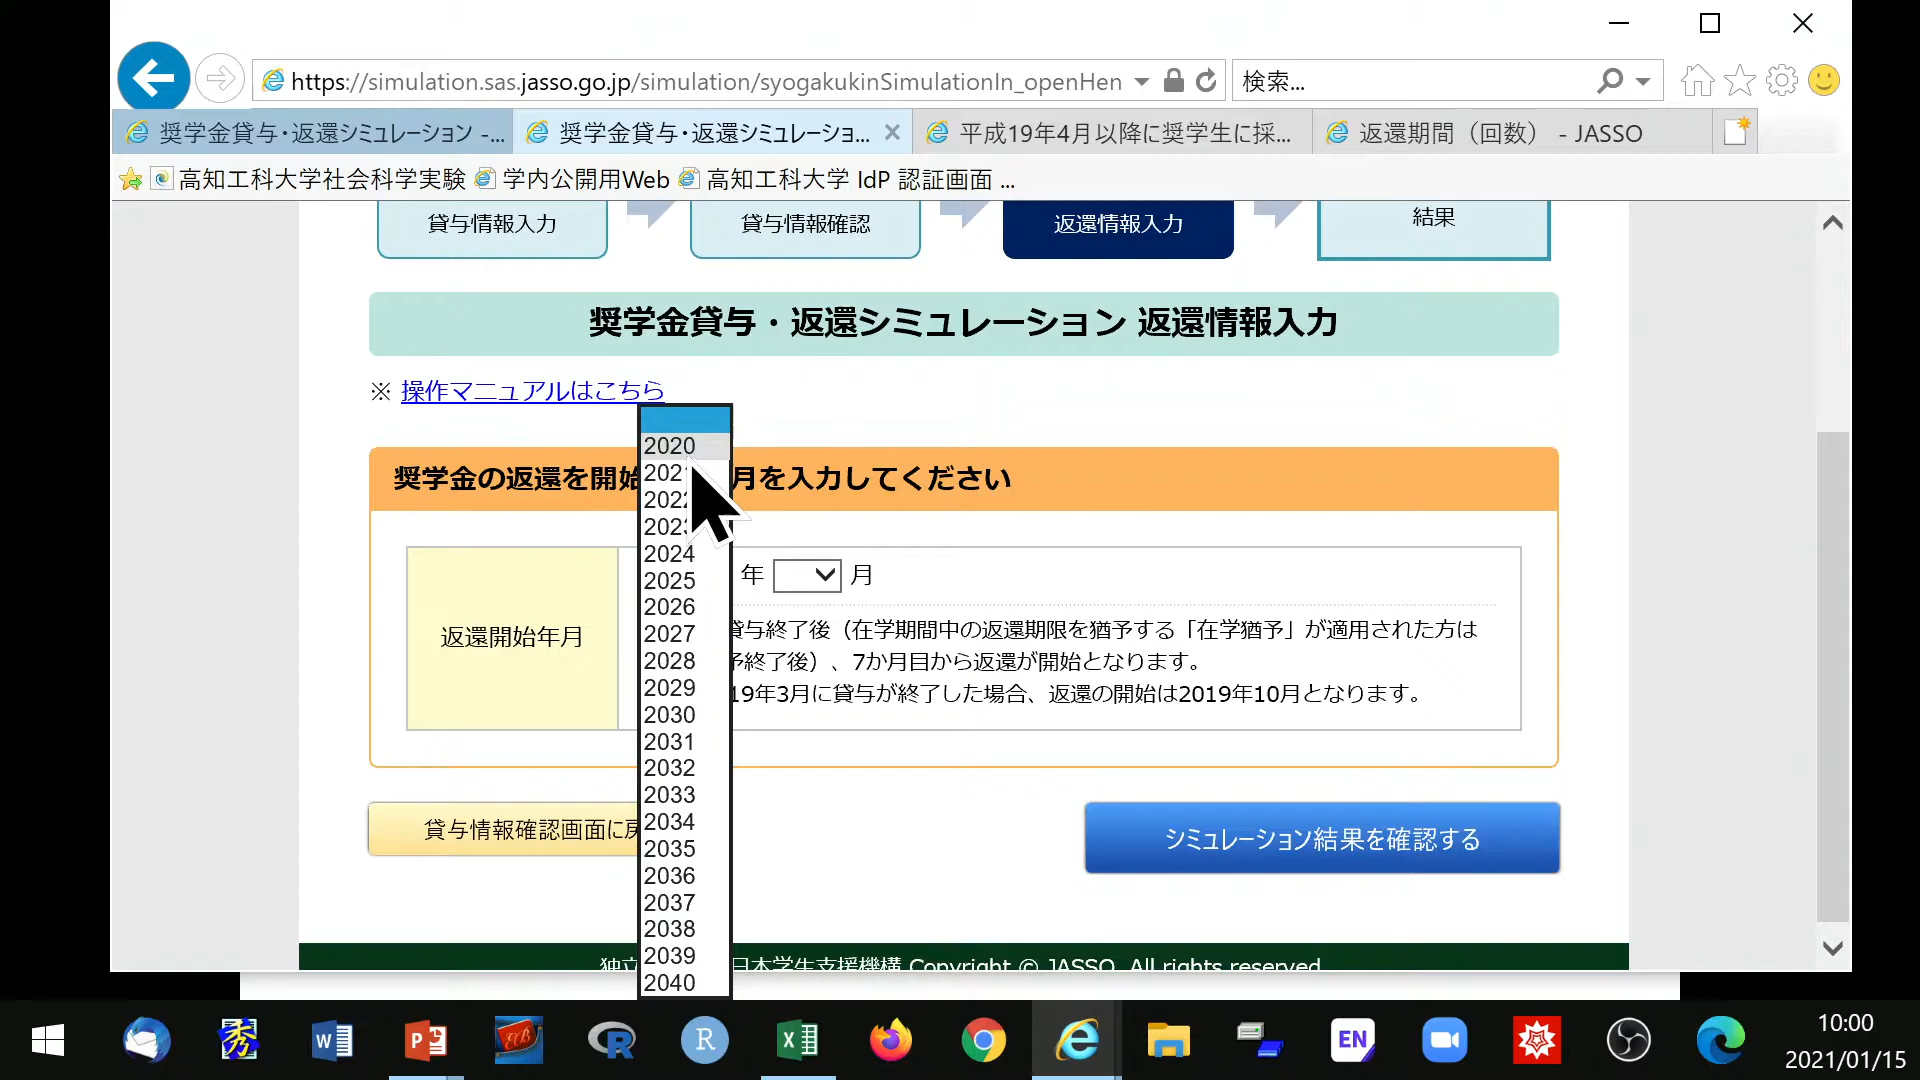 https://simulation.sas.jasso.go.jp/simulation/syogakukinSimulationIn_openHen
検索...
奨学金貸与・返還シミュレーション -...
奨学金貸与・返還シミュレーショ...
平成19年4月以降に奨学生に採...
返還期間（回数） - JASSO
高知工科大学社会科学実験
学内公開用Web
高知工科大学 IdP 認証画面 ...
貸与情報入力
貸与情報確認
返還情報入力
結果
奨学金貸与・返還シミュレーション 返還情報入力
※ 操作マニュアルはこちら
奨学金の返還を開始
月を入力してください
返還開始年月
年
月
貸与終了後（在学期間中の返還期限を猶予する「在学猶予」が適用された方は
予終了後）、7か月目から返還が開始となります。
19年3月に貸与が終了した場合、返還の開始は2019年10月となります。
2020
2021
2022
2023
2024
2025
2026
2027
2028
2029
2030
2031
2032
2033
2034
2035
2036
2037
2038
2039
2040
貸与情報確認画面に戻
シミュレーション結果を確認する
独立
日本学生支援機構 Copyright © JASSO. All rights reserved.
秀
EN
10:00
2021/01/15